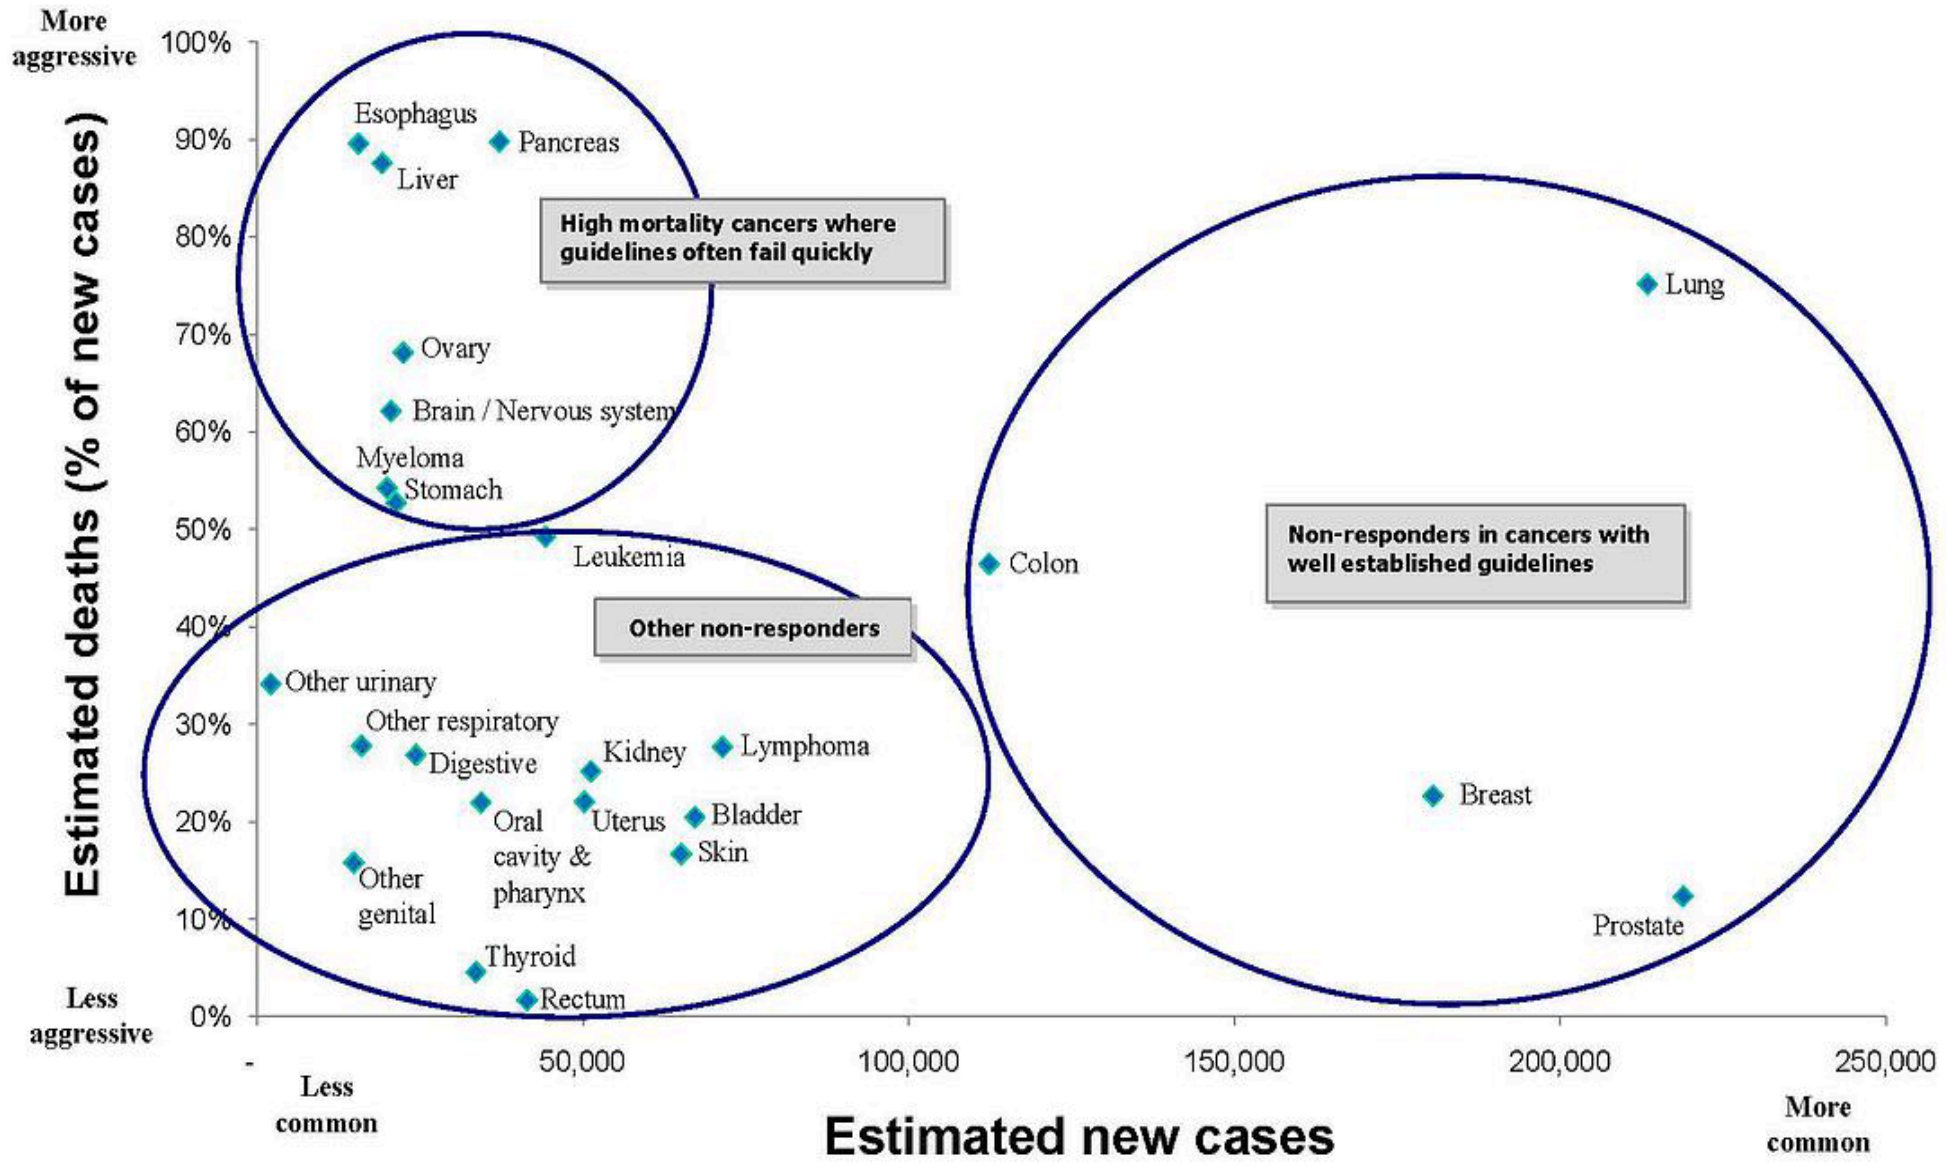 More
aggressive
100%
Esophagus
90%
Pancreas
Liver
High mortality cancers where
guidelines often fail quickly
80%
Lung
70%
Ovary
Brain / Nervous system
60%
Myeloma
Stomach
50%
Leukemia
Colon
Non-responders in cancers with
well established guidelines
Other non-responders
40%
Other urinary
Other respiratory
30%
Kidney
Lymphoma
Digestive
Breast
20%
Oral
cavity &
pharynx
Uterus
Bladder
Skin
Other
genital
10%
Prostate
Thyroid
Rectum
Less
aggressive
0%
Estimated deaths (% of new cases)
-
50,000
100,000
150,000
200,000
250,000
Less
common
Estimated new cases
More
common